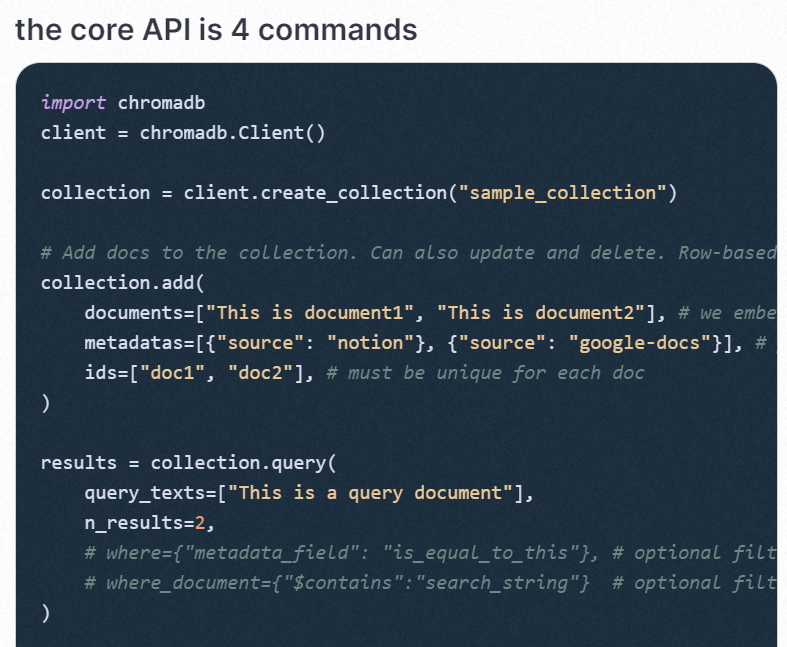 the core API is 4 commands
import chromadb
client = chromadb.Client()
collection = client.create_collection("sample_collection")
# Add docs to the collection. Can also update and delete. Row-based
collection.add(
documents=["This is document1", "This is document2"], # we embe
metadatas=[{"source": "notion"}, {"source": "google-docs"}], #
ids=["doc1", "doc2"], # must be unique for each doc
)
results = collection.query(
query_texts=["This is a query document"],
n_results=2,
# where={"metadata_field": "is_equal_to_this"}, # optional filt
# where_document={"$contains":"search_string"}  # optional filt
)